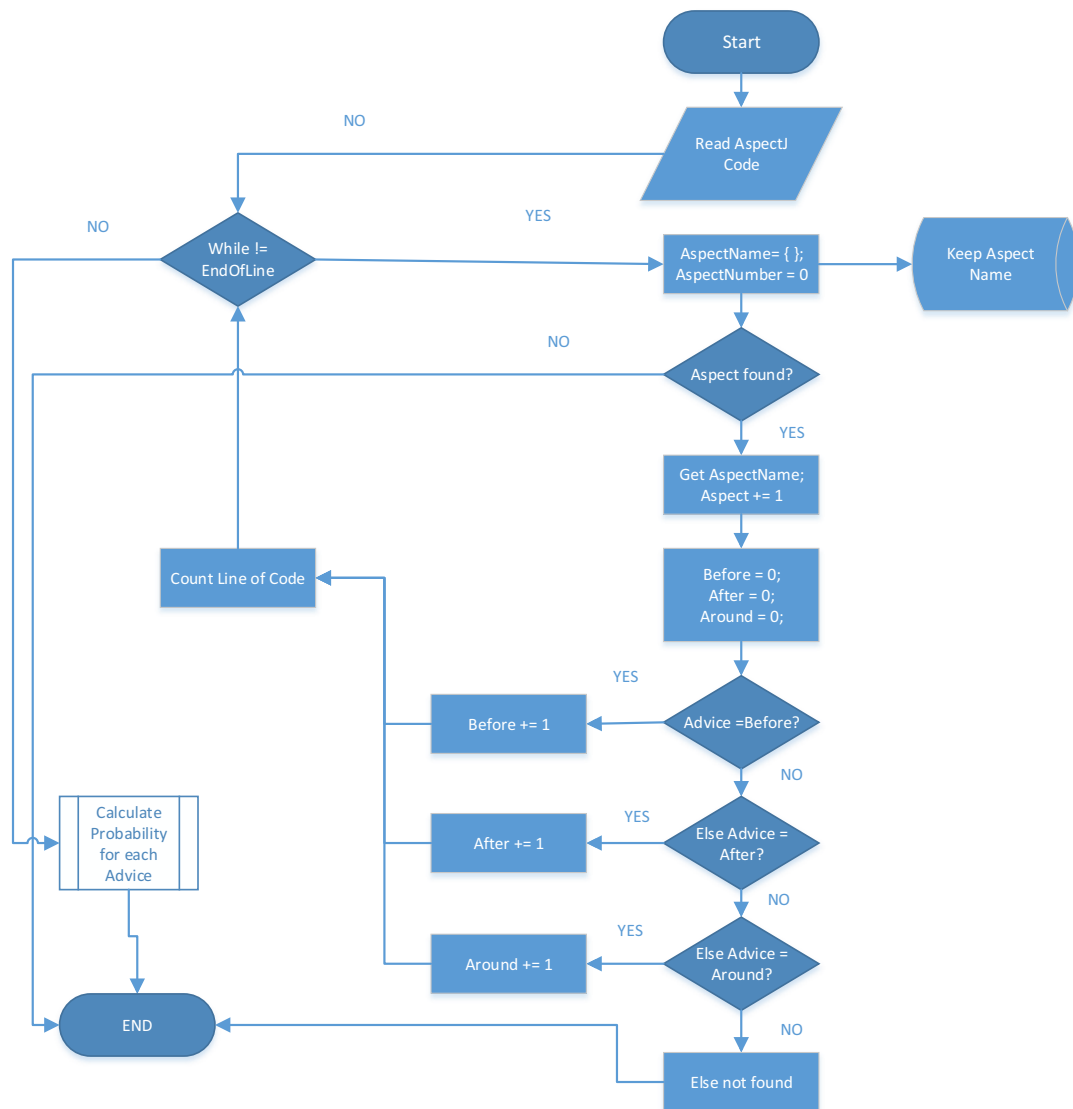 Start
NO
Read AspectJ
Code
NO
YES
While !=
EndOfLine
AspectName= { };
AspectNumber = 0
Keep Aspect
Name
NO
Aspect found?
YES
Get AspectName;
Aspect += 1
Count Line of Code
Before = 0;
After = 0;
Around = 0;
YES
Before += 1
Advice =Before?
NO
Calculate
Probability
for each
Advice
YES
After += 1
Else Advice =
After?
NO
YES
Around += 1
Else Advice =
Around?
END
NO
Else not found